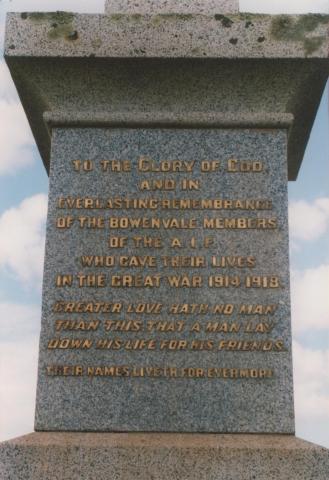 TO THE GLORY OF GOD
AND IN
EVERLASTING REMEMBRANCE
OF THE BOWENVALE MEMBERS
OF THE A.I.F.
WHO GAVE THEIR LIVES
IN THE GREAT WAR 1914-1918
GREATER LOVE HATH NO MAN
THAN THIS, THAT A MAN LAY
DOWN HIS LIFE FOR HIS FRIENDS.
THEIR NAMES LIVETH FOR EVERMORE.